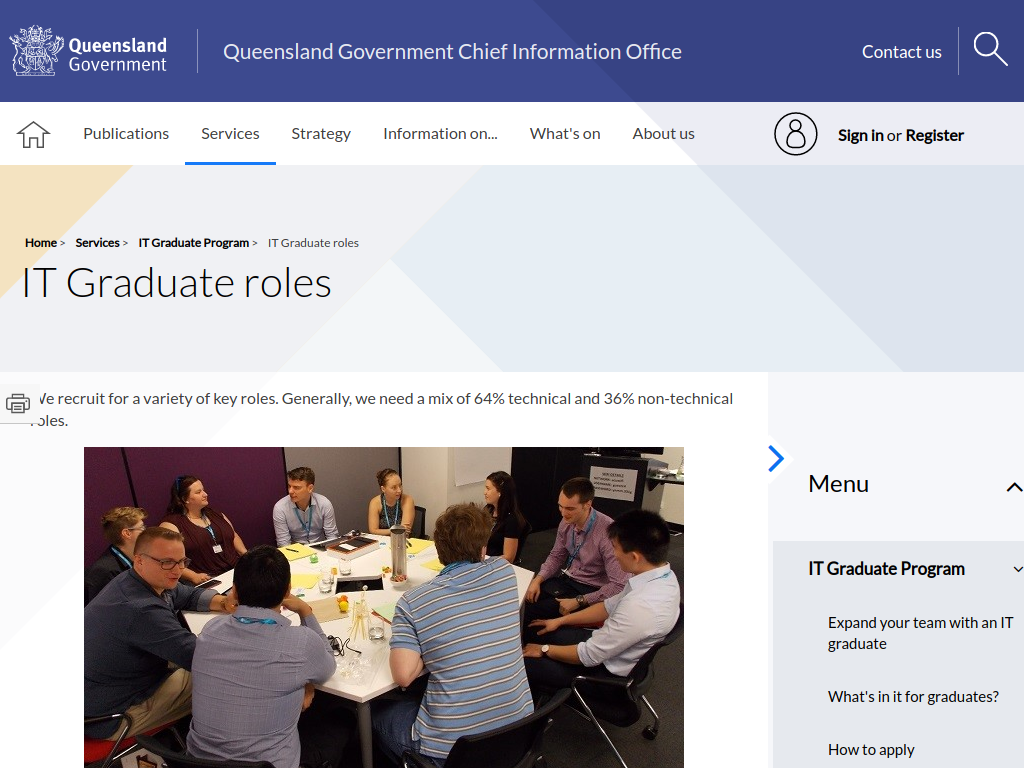 Queensland
Government
Queensland Government Chief Information Office
Contact us
Publications
Services
Strategy
Information on...
What's on
About us
Sign in or Register
Home > Services > IT Graduate Program > IT Graduate roles
IT Graduate roles
We recruit for a variety of key roles. Generally, we need a mix of 64% technical and 36% non-technical
roles.
Menu
IT Graduate Program
Expand your team with an IT
graduate
What's in it for graduates?
How to apply